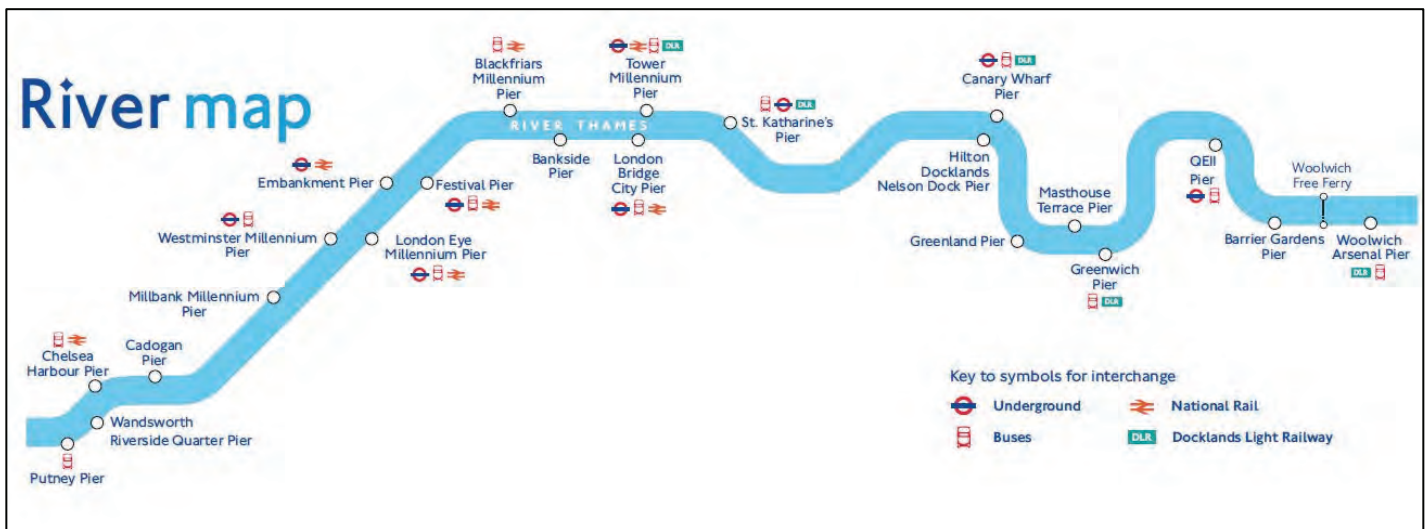 River map
Blackfriars
Millennium
Pier
Tower
Millennium
Pier
DLR
Canary Wharf
Pier
DLR
RIVER THAMES
St. Katharine's
Pier
DLR
Bankside
Pier
London
Bridge
City Pier
Hilton
Docklands
Nelson Dock Pier
QEII
Pier
Woolwich
Free Ferry
Embankment Pier
Festival Pier
Masthouse
Terrace Pier
Westminster Millennium
Pier
London Eye
Millennium Pier
Greenland Pier
Greenwich
Pier
DLR
Barrier Gardens
Pier
Woolwich
Arsenal Pier
DLR
Millbank Millennium
Pier
Chelsea
Harbour Pier
Cadogan
Pier
Wandsworth
Riverside Quarter Pier
Putney Pier
Key to symbols for interchange
Underground
National Rail
Buses
DLR Docklands Light Railway